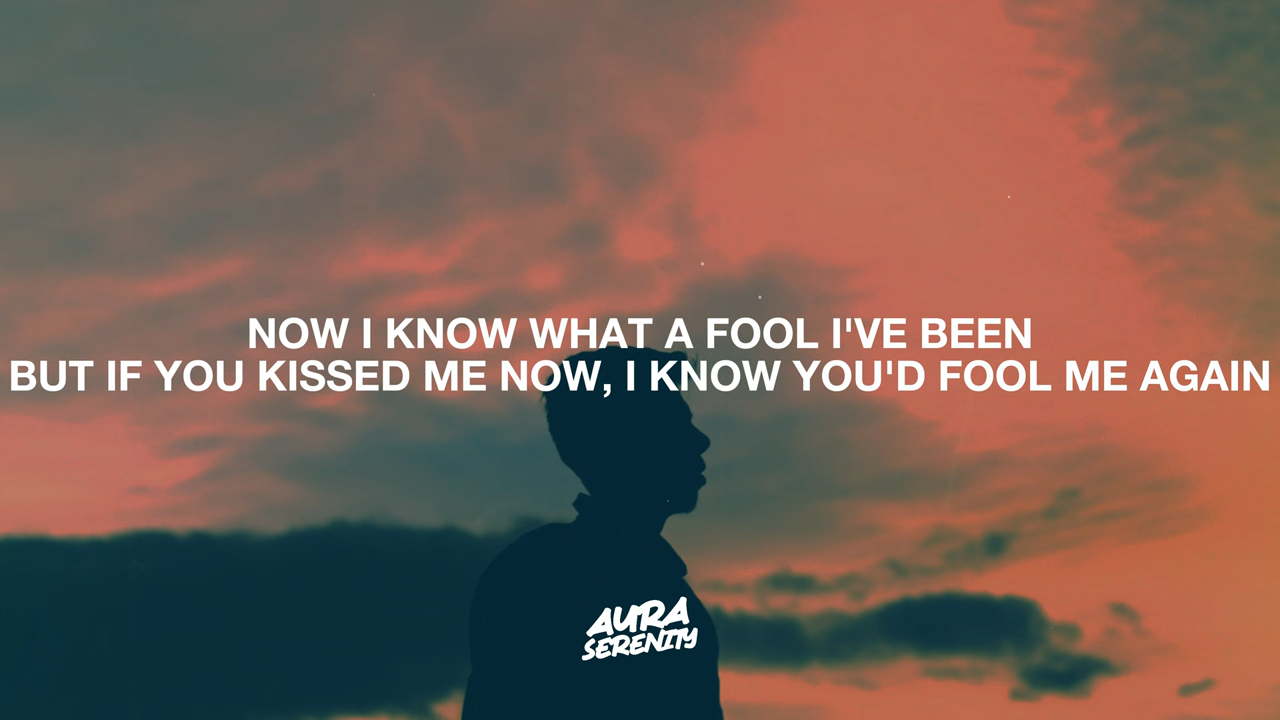 NOW I KNOW WHAT A FOOL I'VE BEEN
BUT IF YOU KISSED ME NOW, I KNOW YOU'D FOOL ME AGAIN
AURA
SERENITY